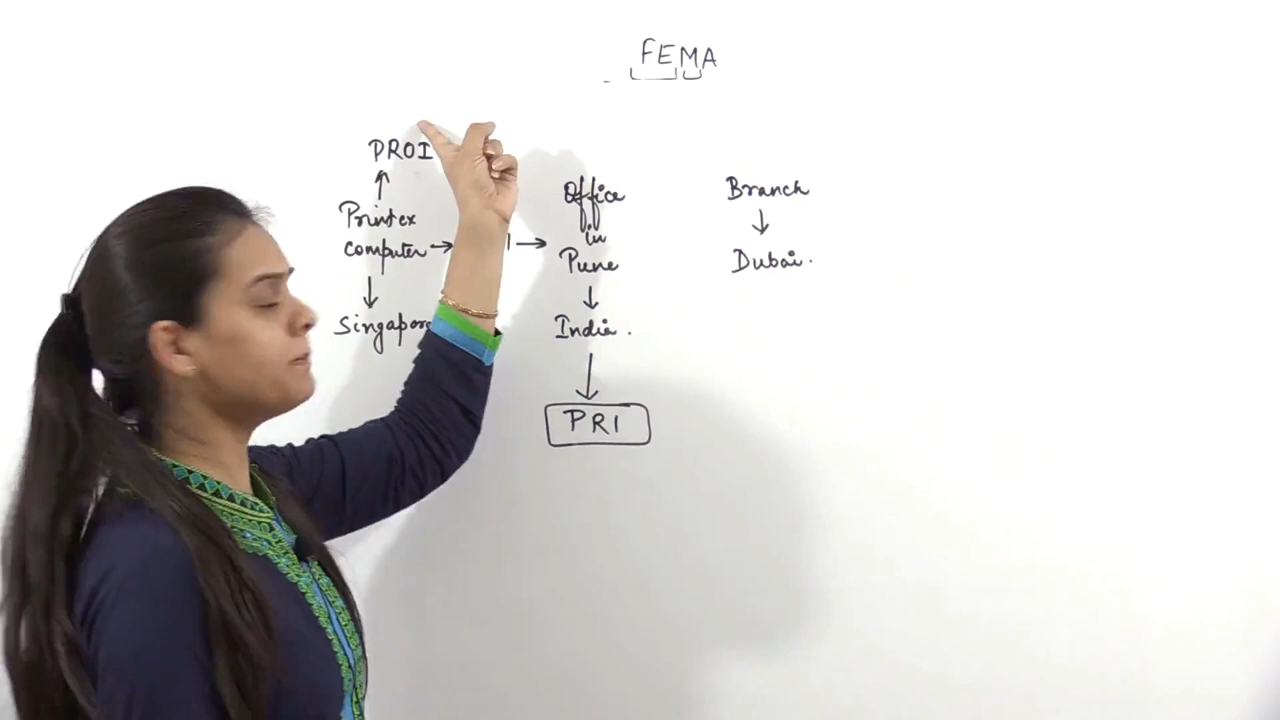 FEMA
PROI
↑
Printex
computer →
↓
Singapore
→
Office
in
Pune
↓
India.
↓
PRI
Branch
↓
Dubai.